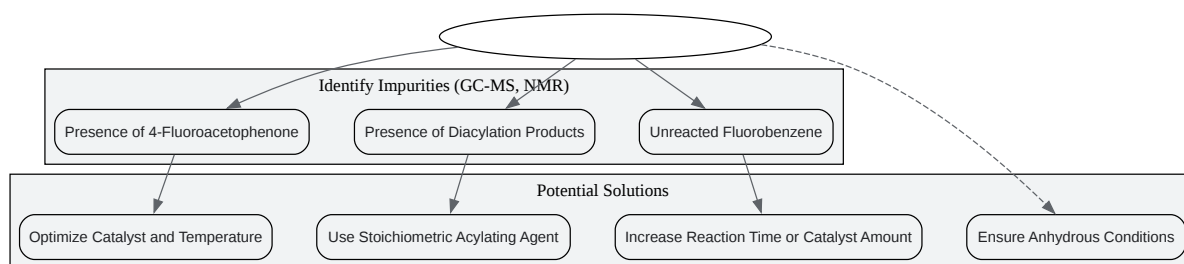 Identify Impurities (GC-MS, NMR)
Presence of 4-Fluoroacetophenone
Presence of Diacylation Products
Unreacted Fluorobenzene
Potential Solutions
Optimize Catalyst and Temperature
Use Stoichiometric Acylating Agent
Increase Reaction Time or Catalyst Amount
Ensure Anhydrous Conditions